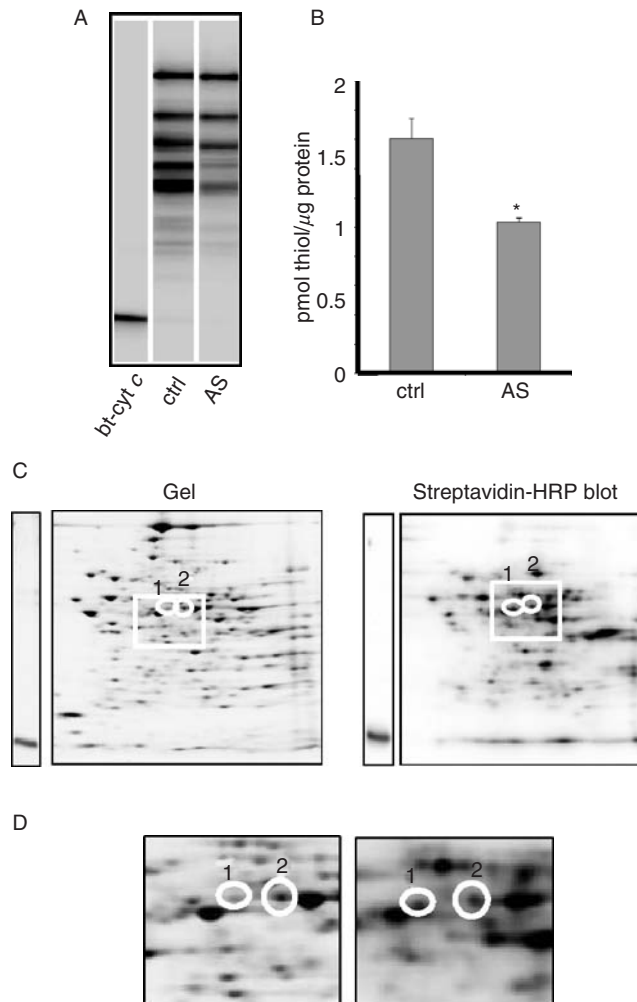 A
bt-cyt c
ctrl
AS
B
pmol thiol/μg protein
2
1.5
1
0.5
0
*
ctrl
AS
C
Gel
1
2
Streptavidin-HRP blot
1
2
D
1
2
1
2